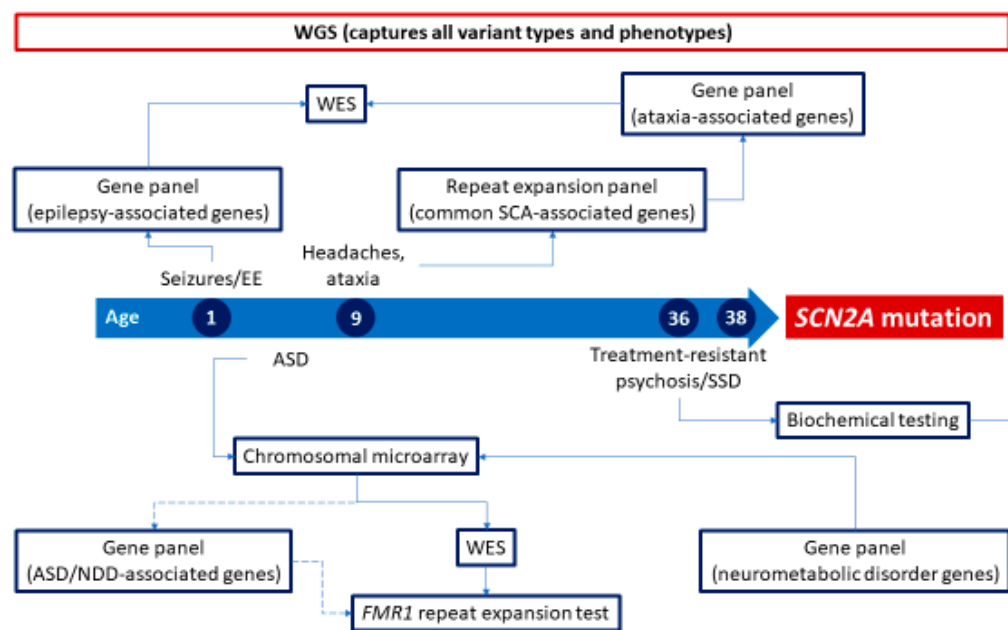 WGS (captures all variant types and phenotypes)
WES
Gene panel
(ataxia-associated genes)
Gene panel
(epilepsy-associated genes)
Repeat expansion panel
(common SCA-associated genes)
Seizures/EE
Headaches,
ataxia
Age
1
9
36
38
SCN2A mutation
ASD
Treatment-resistant
psychosis/SSD
Biochemical testing
Chromosomal microarray
Gene panel
(ASD/NDD-associated genes)
WES
Gene panel
(neurometabolic disorder genes)
FMR1 repeat expansion test